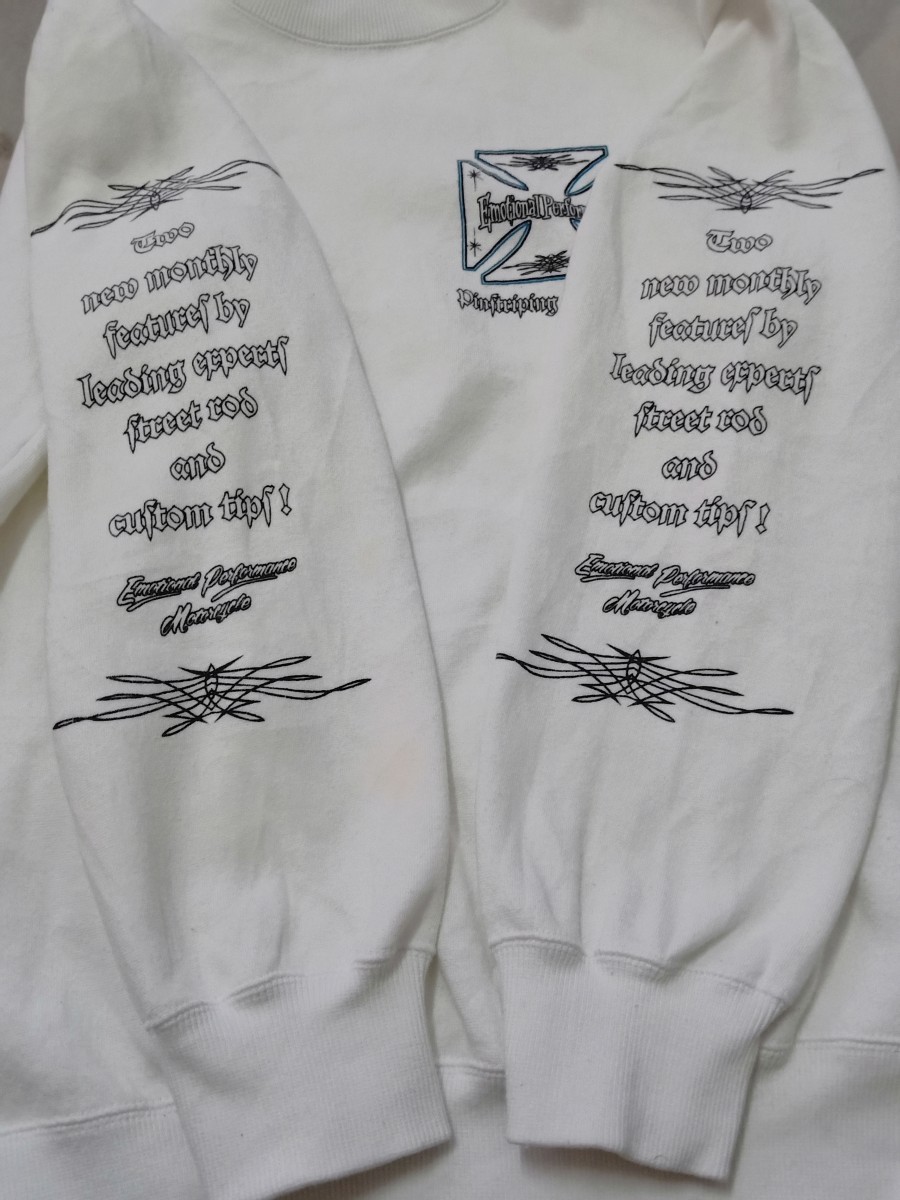 Two
new monthly
features by
leading experts
street rod
and
custom tips!
Emotional Performance
Motorcycle
Emotional Perfor
Pinstriping
Two
new monthly
features by
leading experts
street rod
and
custom tips!
Emotional Performance
Motorcycle